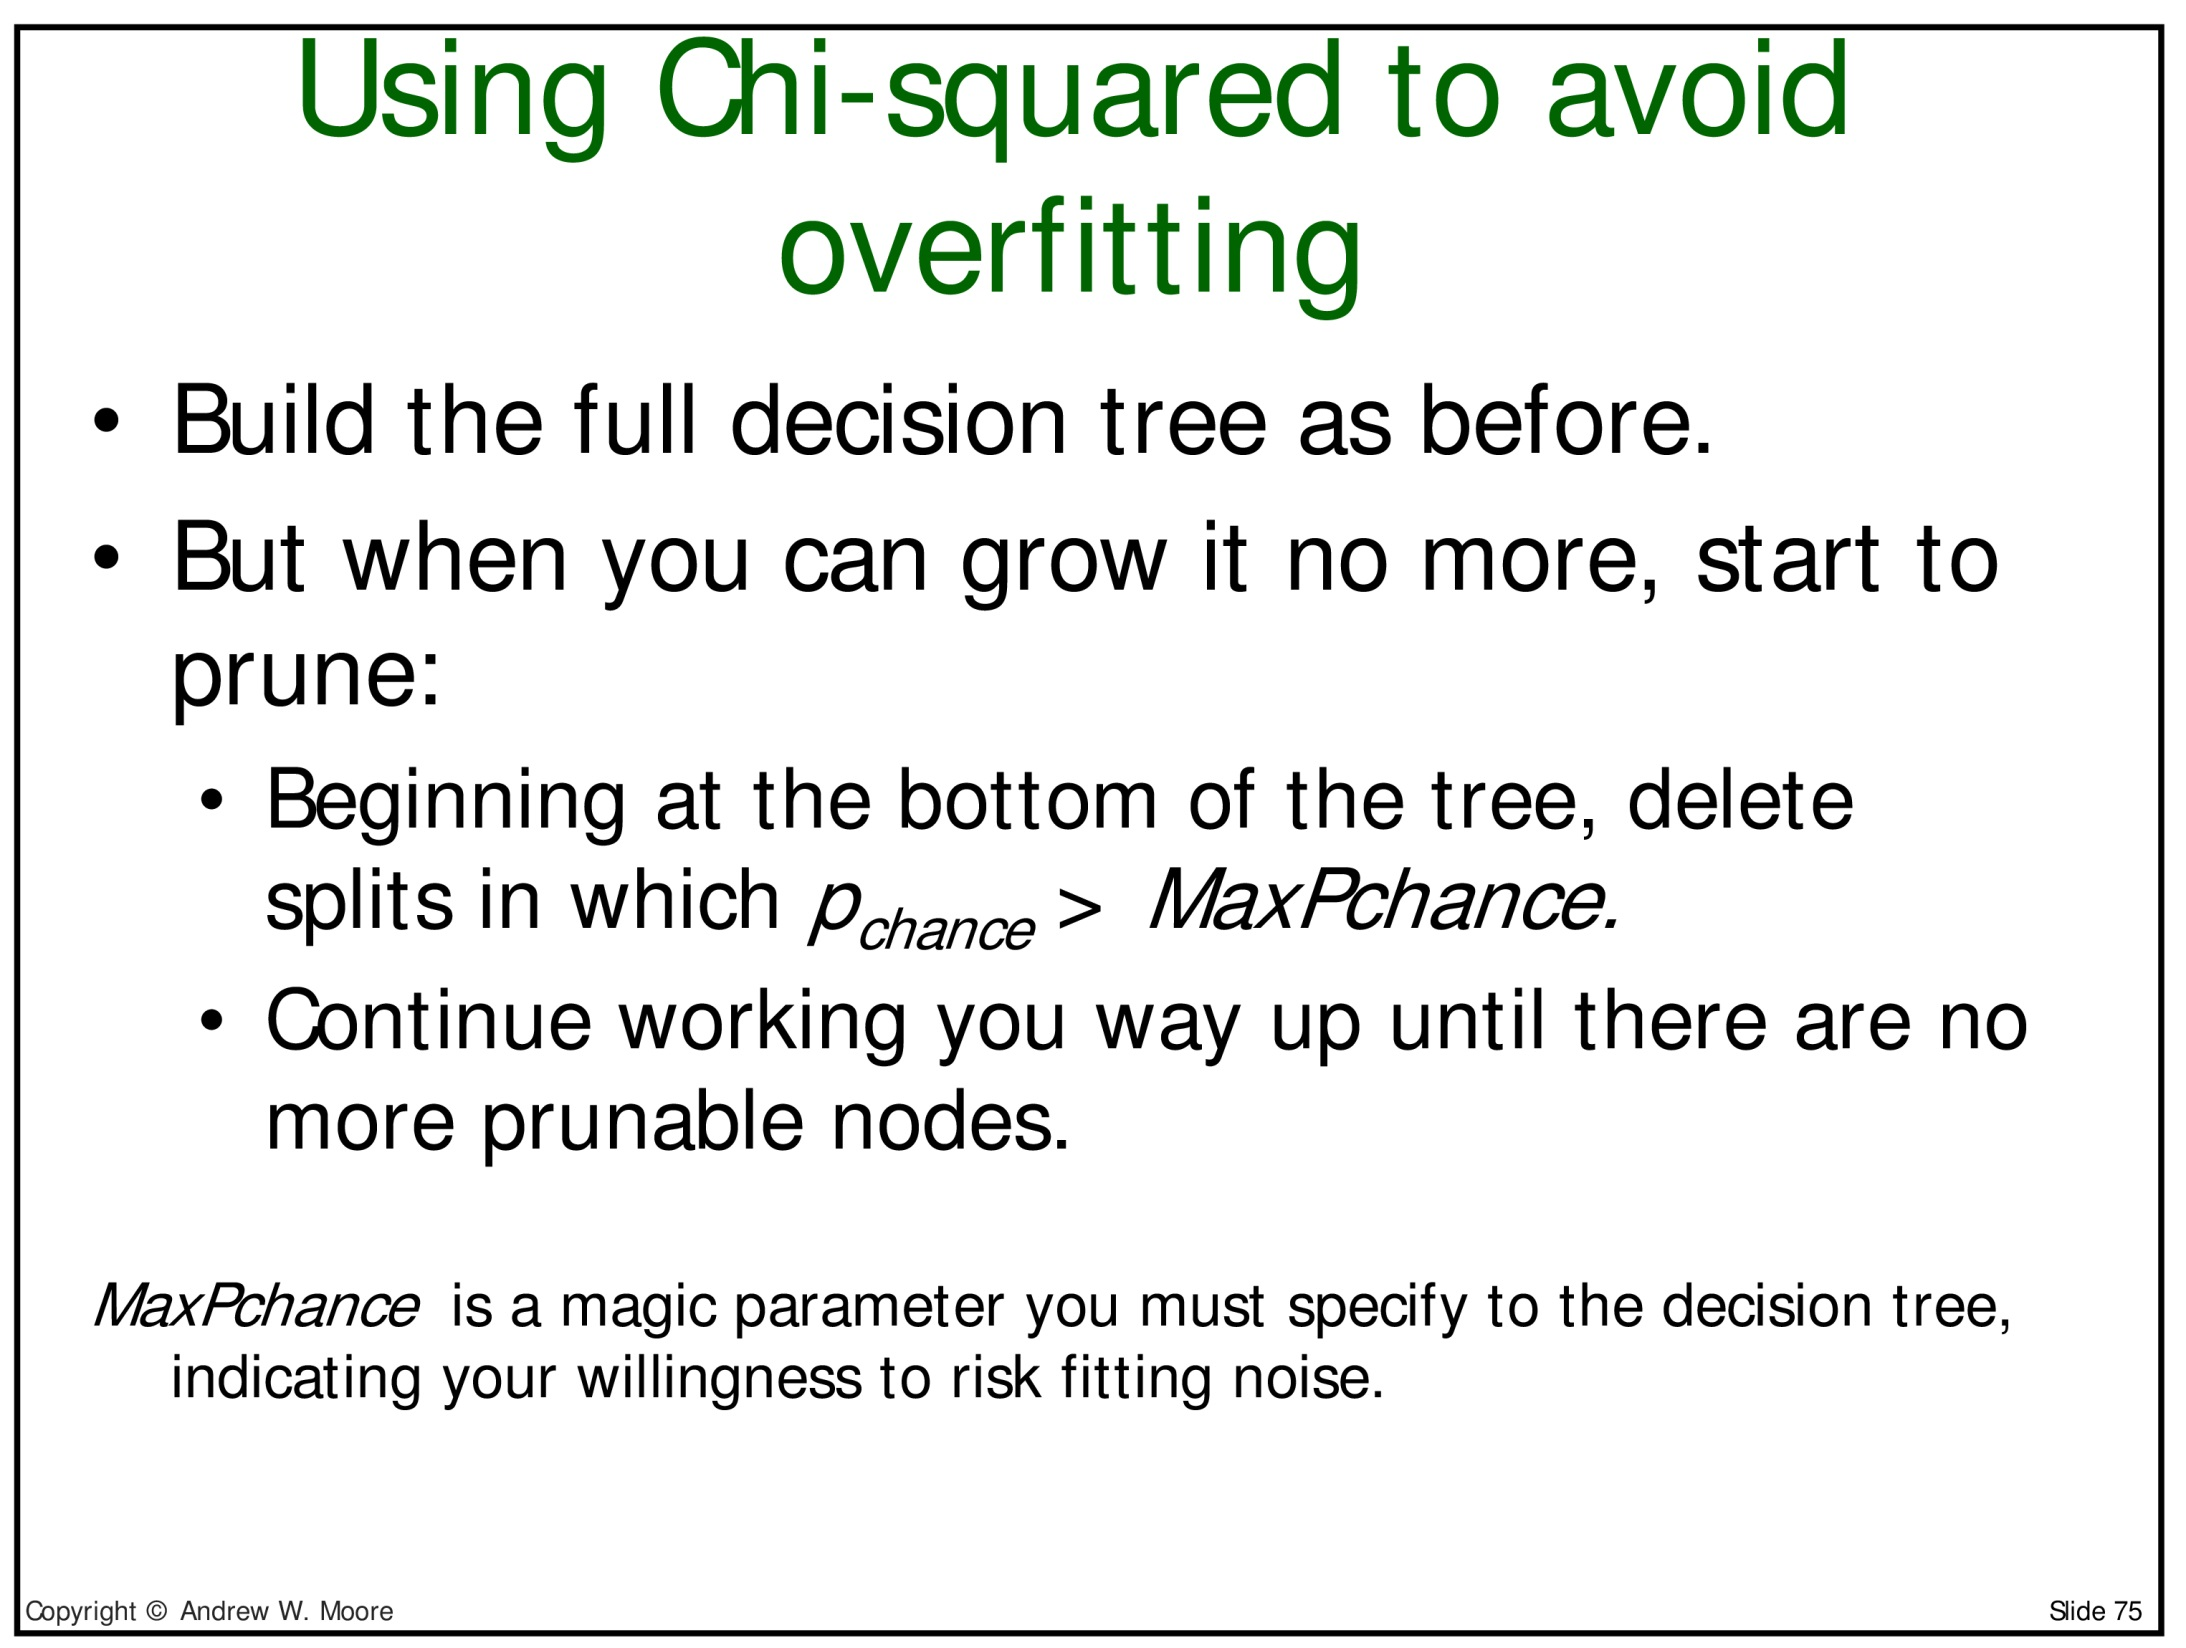 Using Chi-squared to avoid
overfitting
• Build the full decision tree as before.
• But when you can grow it no more, start to
prune:
• Beginning at the bottom of the tree, delete
splits in which pchance > MaxPchance.
• Continue working you way up until there are no
more prunable nodes.
MaxPchance is a magic parameter you must specify to the decision tree,
indicating your willingness to risk fitting noise.
Copyright © Andrew W. Moore
Slide 75